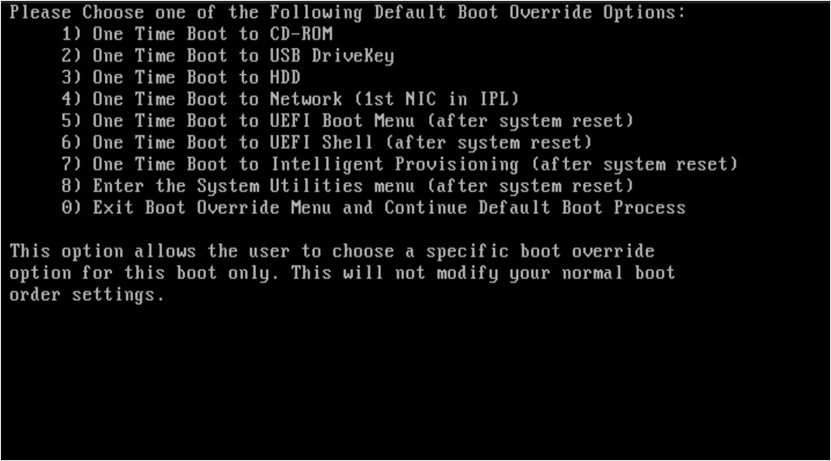 Please Choose one of the Following Default Boot Override Options:
1) One Time Boot to CD-ROM
2) One Time Boot to USB DriveKey
3) One Time Boot to HDD
4) One Time Boot to Network (1st NIC in IPL)
5) One Time Boot to UEFI Boot Menu (after system reset)
6) One Time Boot to UEFI Shell (after system reset)
7) One Time Boot to Intelligent Provisioning (after system reset)
8) Enter the System Utilities menu (after system reset)
0) Exit Boot Override Menu and Continue Default Boot Process
This option allows the user to choose a specific boot override
option for this boot only. This will not modify your normal boot
order settings.